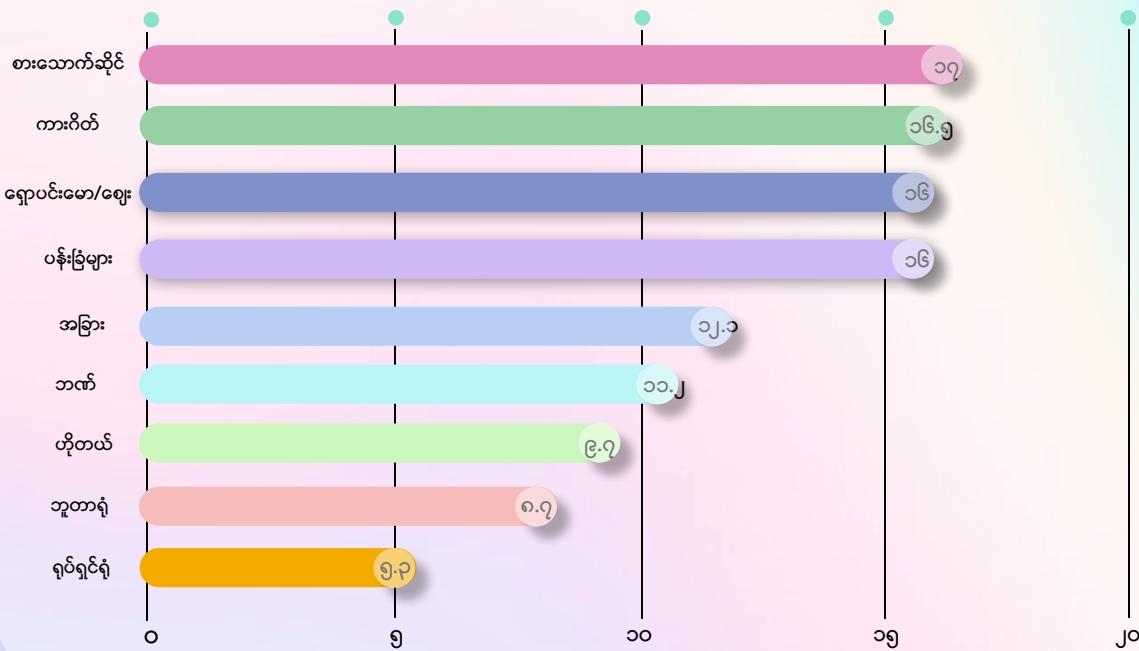 စားသောက်ဆိုင် ၁၇
ကားဂိတ် ၁၆.၅
ရှော့ပင်းမော/ဈေး ၁၆
ပန်းခြံများ ၁၆
အခြား ၁၂.၁
ဘဏ် ၁၁.၂
ဟိုတယ် ၉.၇
ဘူတာရုံ ၈.၇
ရုပ်ရှင်ရုံ ၅.၃
၀ ၅ ၁၀ ၁၅ ၂၀